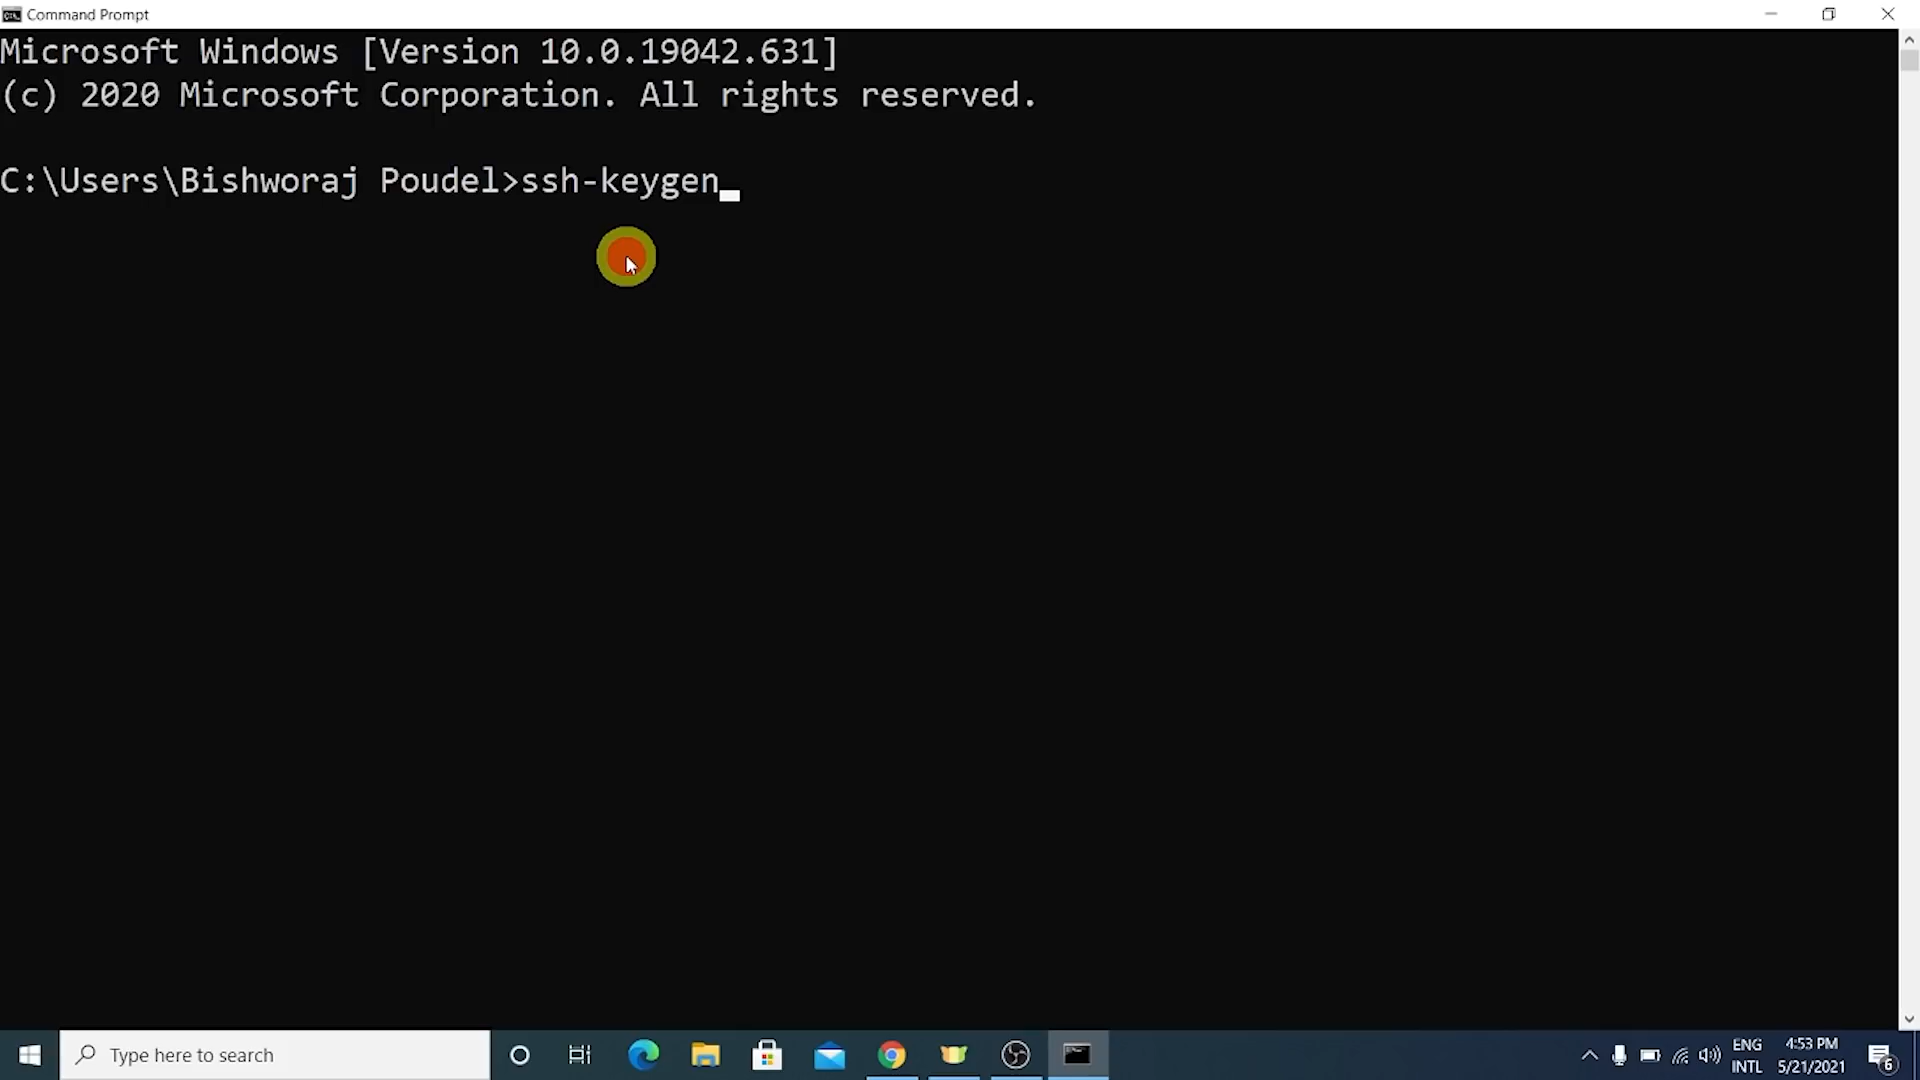 Command Prompt
Microsoft Windows [Version 10.0.19042.631]
(c) 2020 Microsoft Corporation. All rights reserved.
C:\Users\Bishworaj Poudel>ssh-keygen
Type here to search
ENG
INTL
4:53 PM
5/21/2021
6